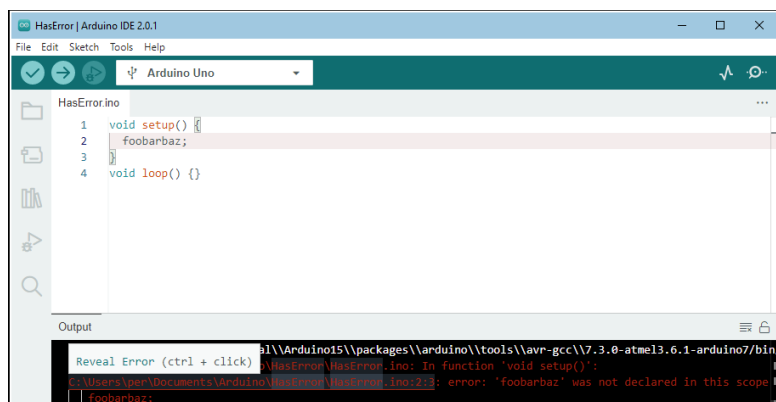 HasError | Arduino IDE 2.0.1
File Edit Sketch Tools Help
Arduino Uno
HasError.ino
1 void setup() {
2 foobarbaz;
3 }
4 void loop() {}
Output
al\\Arduino15\\packages\\arduino\\tools\\avr-gcc\\7.3.0-atmel3.6.1-arduino7/bin
Reveal Error (ctrl + click)
\HasError\HasError.ino: In function 'void setup()':
C:\Users\per\Documents\Arduino\HasError\HasError.ino:2:3: error: 'foobarbaz' was not declared in this scope
foobarbaz;